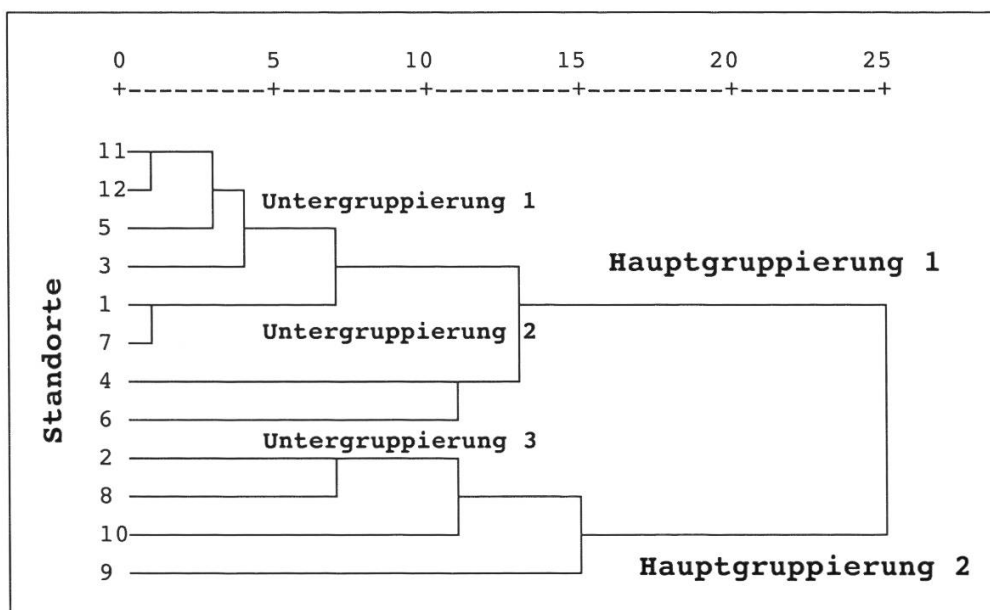 0 5 10 15 20 25
+---------+---------+---------+---------+---------+
11
12
Untergruppierung 1
5
3
Hauptgruppierung 1
1
Untergruppierung 2
7
4
6
Untergruppierung 3
2
8
10
9
Hauptgruppierung 2
Standorte